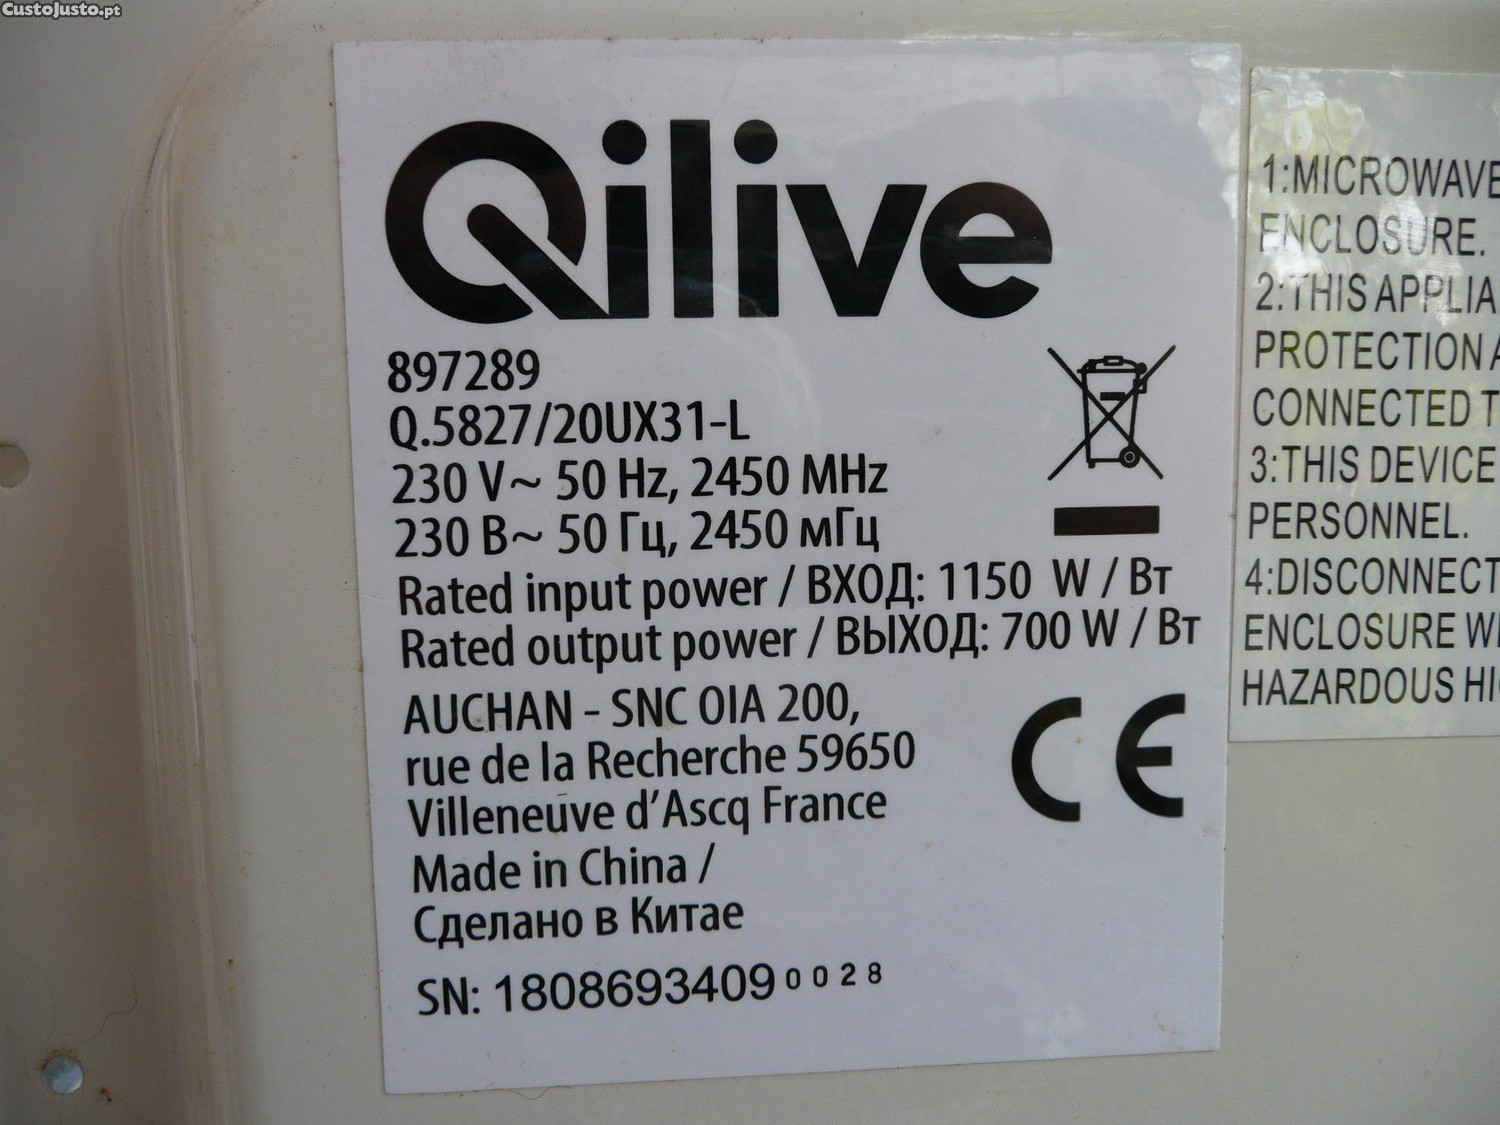 CustoJusto.pt
Qilive
897289
Q.5827/20UX31-L
230 V~ 50 Hz, 2450 MHz
230 В~ 50 Гц, 2450 мГц
Rated input power / ВХОД: 1150 W / Вт
Rated output power / ВЫХОД: 700 W / Вт
AUCHAN - SNC OIA 200,
rue de la Recherche 59650
Villeneuve d'Ascq France
Made in China /
Сделано в Китае
SN: 18086934090028
CE
1:MICROWAVE
ENCLOSURE.
2:THIS
PROTECTION
CONNECTED
3:THIS DEVICE
PERSONNEL.
4:DISCONNECT
ENCLOSURE
HAZARDOUS